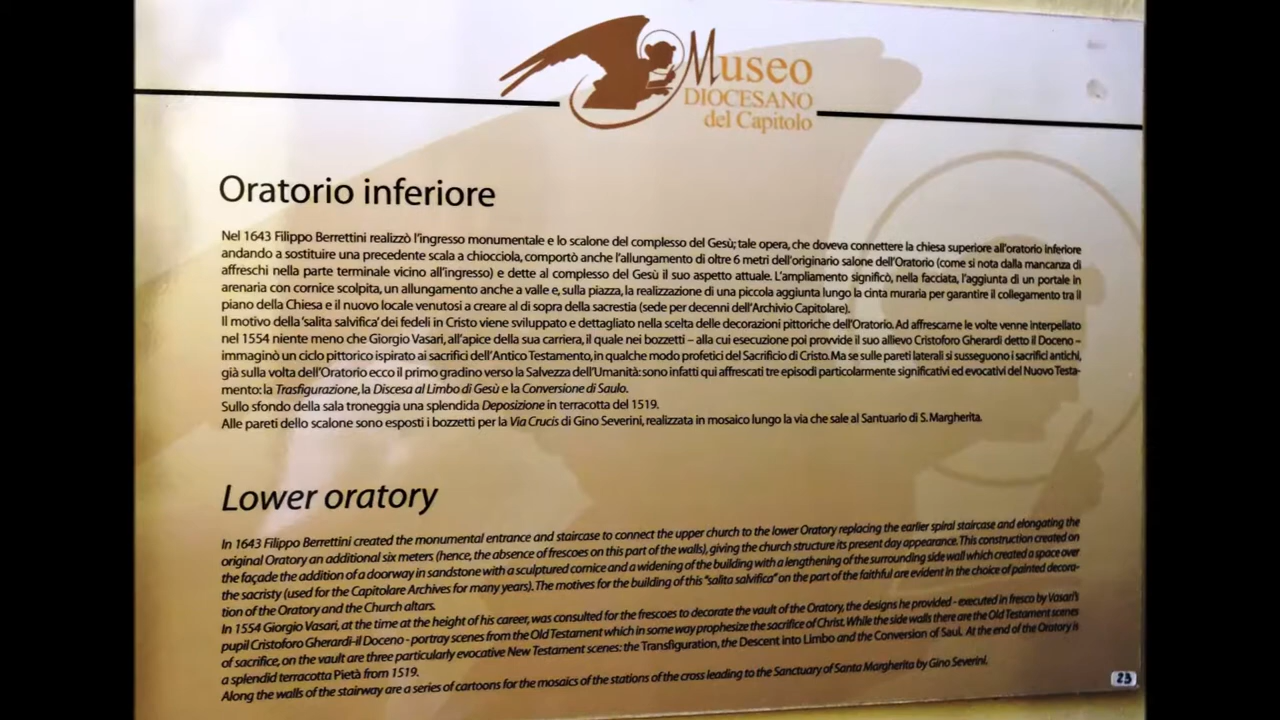 Museo
DIOCESANO
del Capitolo
Oratorio inferiore
Nel 1643 Filippo Berrettini realizzò l'ingresso monumentale e lo scalone del complesso del Gesù; tale opera, che doveva connettere la chiesa superiore all'oratorio inferiore
andando a sostituire una precedente scala a chiocciola, comportò anche l'allungamento di oltre 6 metri dell'originario salone dell'Oratorio (come si nota dalla mancanza di
affreschi nella parte terminale vicino all'ingresso) e dette al complesso del Gesù il suo aspetto attuale. L'ampliamento significò, nella facciata, l'aggiunta di un portale in
arenaria con cornice scolpita, un allungamento anche a valle e, sulla piazza, la realizzazione di una piccola aggiunta lungo la cinta muraria per garantire il collegamento tra il
piano della Chiesa e il nuovo locale venutosi a creare al di sopra della sacrestia (sede per decenni dell'Archivio Capitolare).
Il motivo della 'salita salvifica' dei fedeli in Cristo viene sviluppato e dettagliato nella scelta delle decorazioni pittoriche dell'Oratorio. Ad affrescarne le volte venne interpellato
nel 1554 niente meno che Giorgio Vasari, all'apice della sua carriera, il quale nei bozzetti – alla cui esecuzione poi provvide il suo allievo Cristoforo Gherardi detto il Doceno –
immaginò un ciclo pittorico ispirato ai sacrifici dell'Antico Testamento, in qualche modo profetici del Sacrificio di Cristo. Ma se sulle pareti laterali si susseguono i sacrifici antichi,
già sulla volta dell'Oratorio ecco il primo gradino verso la Salvezza dell'Umanità: sono infatti qui affrescati tre episodi particolarmente significativi ed evocativi del Nuovo Testa-
mento: la Trasfigurazione, la Discesa al Limbo di Gesù e la Conversione di Saulo.
Sullo sfondo della sala troneggia una splendida Deposizione in terracotta del 1519.
Alle pareti dello scalone sono esposti i bozzetti per la Via Crucis di Gino Severini, realizzata in mosaico lungo la via che sale al Santuario di S. Margherita.
Lower oratory
In 1643 Filippo Berrettini created the monumental entrance and staircase to connect the upper church to the lower Oratory replacing the earlier spiral staircase and elongating the
original Oratory an additional six meters (hence, the absence of frescoes on this part of the walls), giving the church structure its present day appearance. This construction created on
the façade the addition of a doorway in sandstone with a sculptured cornice and a widening of the building with a lengthening of the surrounding side wall which created a space over
the sacristy (used for the Capitolare Archives for many years). The motives for the building of this "salita salvifica" on the part of the faithful are evident in the choice of painted decora-
tion of the Oratory and the Church altars.
In 1554 Giorgio Vasari, at the time at the height of his career, was consulted for the frescoes to decorate the vault of the Oratory, the designs he provided - executed in fresco by Vasari's
pupil Cristoforo Gherardi-il Doceno - portray scenes from the Old Testament which in some way prophesize the sacrifice of Christ. While the side walls there are the Old Testament scenes
of sacrifice, on the vault are three particularly evocative New Testament scenes: the Transfiguration, the Descent into Limbo and the Conversion of Saul. At the end of the Oratory is
a splendid terracotta Pietà from 1519.
Along the walls of the stairway are a series of cartoons for the mosaics of the stations of the cross leading to the Sanctuary of Santa Margherita by Gino Severini.
23